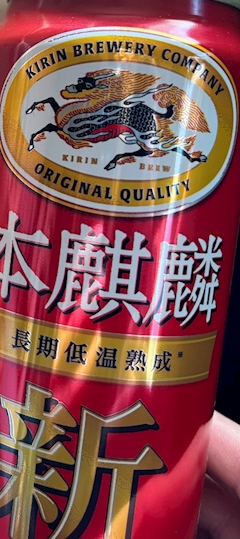 KIRIN BREWERY COMPANY
KIRIN BREW
ORIGINAL QUALITY
本麒麟
長期低温熟成※
新